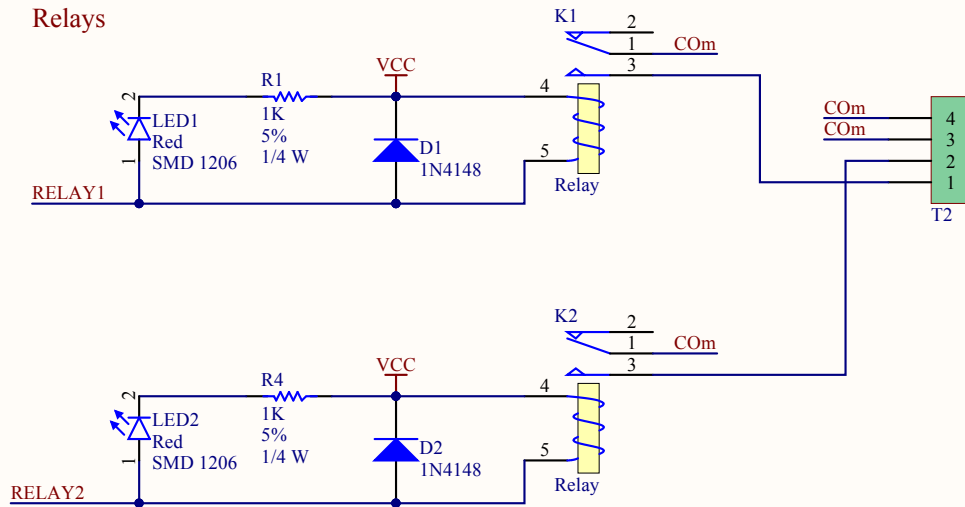 Relays
K1
2
1
COm
3
VCC
R1
1K
5%
1/4 W
2
LED1
Red
SMD 1206
1
D1
1N4148
4
5
Relay
RELAY1
COm
COm
4
3
2
1
T2
K2
2
1
COm
3
VCC
R4
1K
5%
1/4 W
2
LED2
Red
SMD 1206
1
D2
1N4148
4
5
Relay
RELAY2